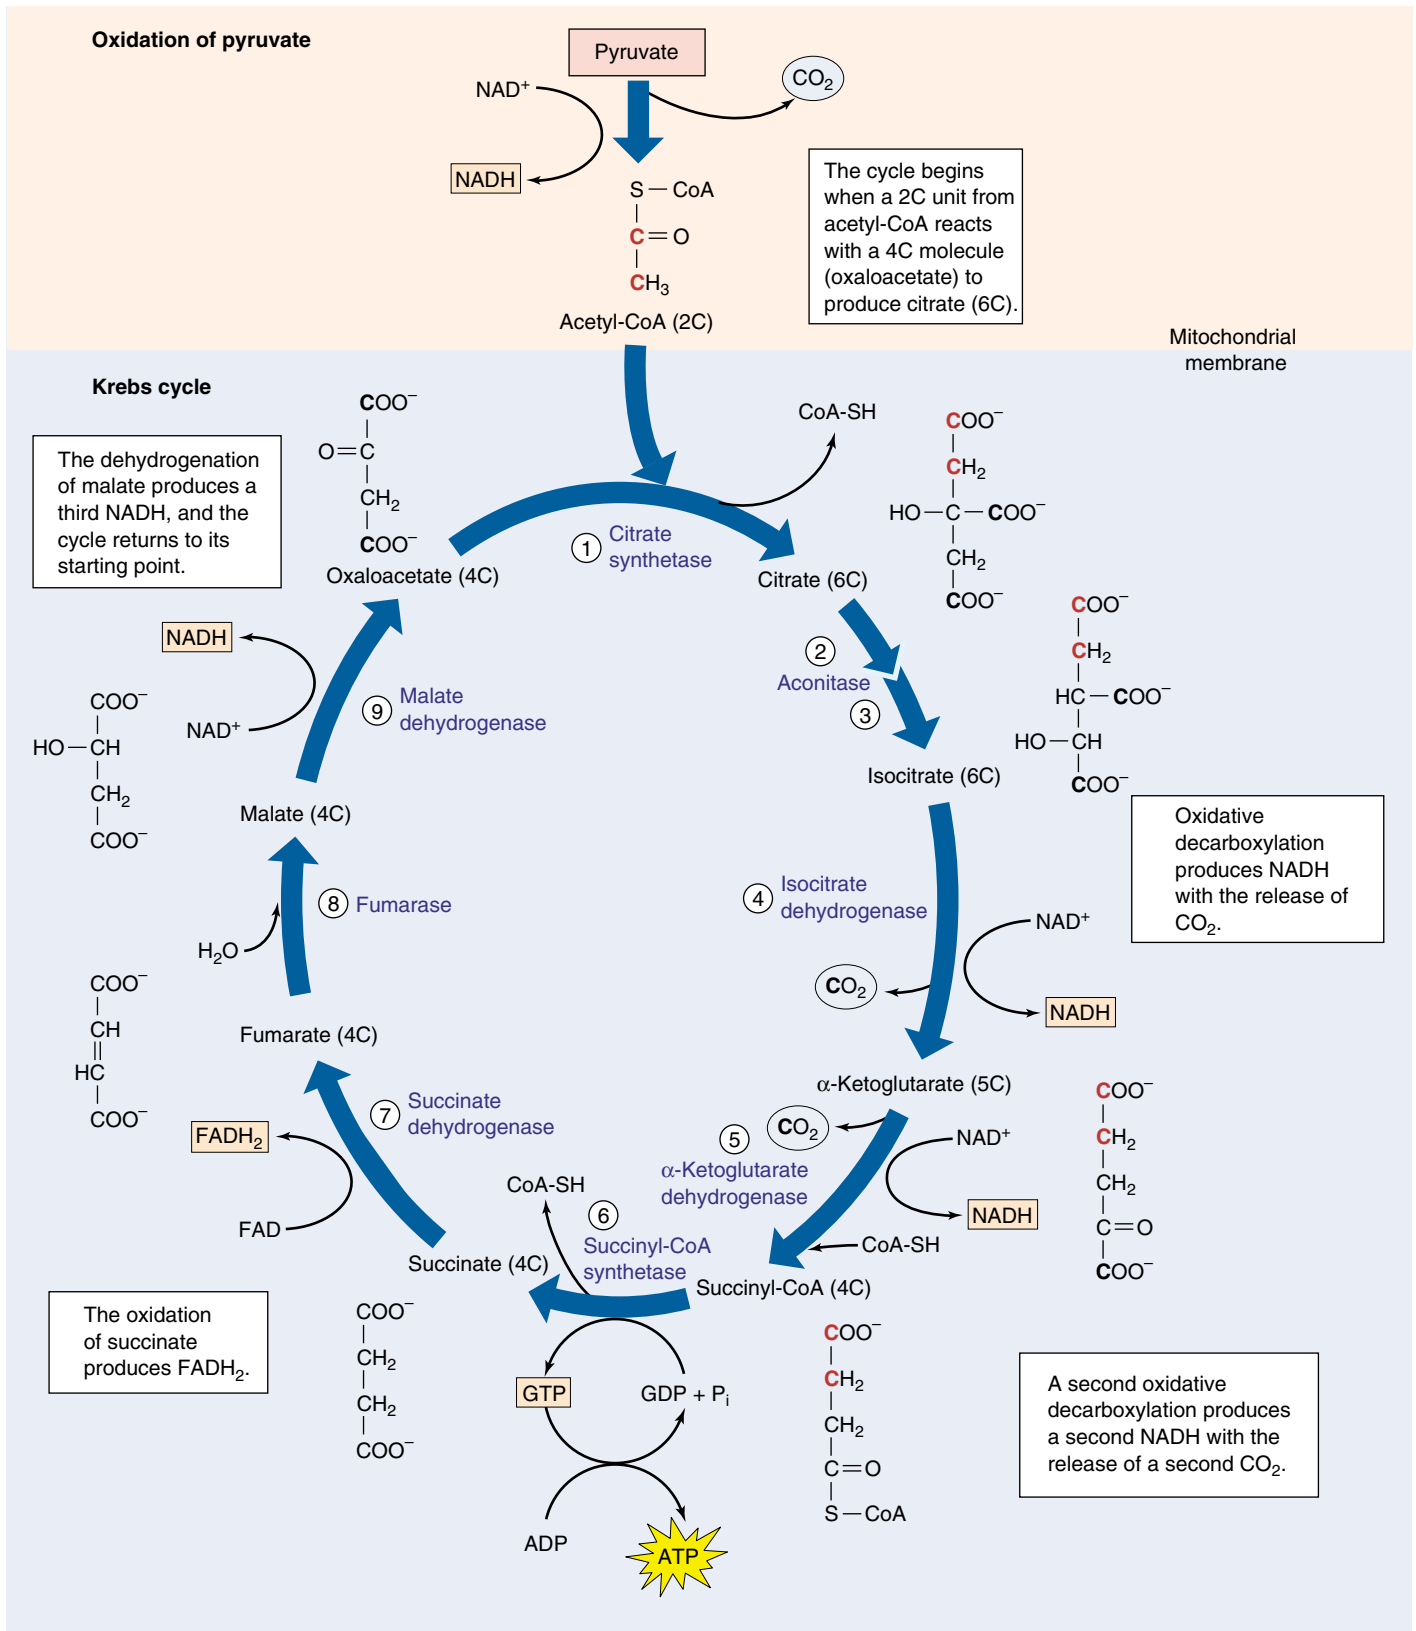 Oxidation of pyruvate
Pyruvate
CO₂
NAD⁺
NADH
S — CoA
C=O
CH₃
Acetyl-CoA (2C)
The cycle begins
when a 2C unit from
acetyl-CoA reacts
with a 4C molecule
(oxaloacetate) to
produce citrate (6C).
Mitochondrial
membrane
Krebs cycle
The dehydrogenation
of malate produces a
third NADH, and the
cycle returns to its
starting point.
COO⁻
O=C
CH₂
COO⁻
Oxaloacetate (4C)
CoA-SH
1 Citrate
synthetase
Citrate (6C)
COO⁻
CH₂
HO—C—COO⁻
CH₂
COO⁻
2
Aconitase
3
Isocitrate (6C)
COO⁻
CH₂
HC—COO⁻
HO—CH
COO⁻
Oxidative
decarboxylation
produces NADH
with the release of
CO₂.
4 Isocitrate
dehydrogenase
NAD⁺
CO₂
NADH
α-Ketoglutarate (5C)
COO⁻
CH₂
CH₂
C=O
COO⁻
CO₂
5
α-Ketoglutarate
dehydrogenase
NAD⁺
NADH
CoA-SH
Succinyl-CoA (4C)
COO⁻
CH₂
CH₂
C=O
S—CoA
A second oxidative
decarboxylation produces
a second NADH with the
release of a second CO₂.
CoA-SH
6
Succinyl-CoA
synthetase
GTP
GDP + Pᵢ
ADP
ATP
Succinate (4C)
COO⁻
CH₂
CH₂
COO⁻
The oxidation
of succinate
produces FADH₂.
7 Succinate
dehydrogenase
FADH₂
FAD
Fumarate (4C)
COO⁻
CH
HC
COO⁻
8 Fumarase
H₂O
Malate (4C)
COO⁻
HO—CH
CH₂
COO⁻
9 Malate
dehydrogenase
NADH
NAD⁺